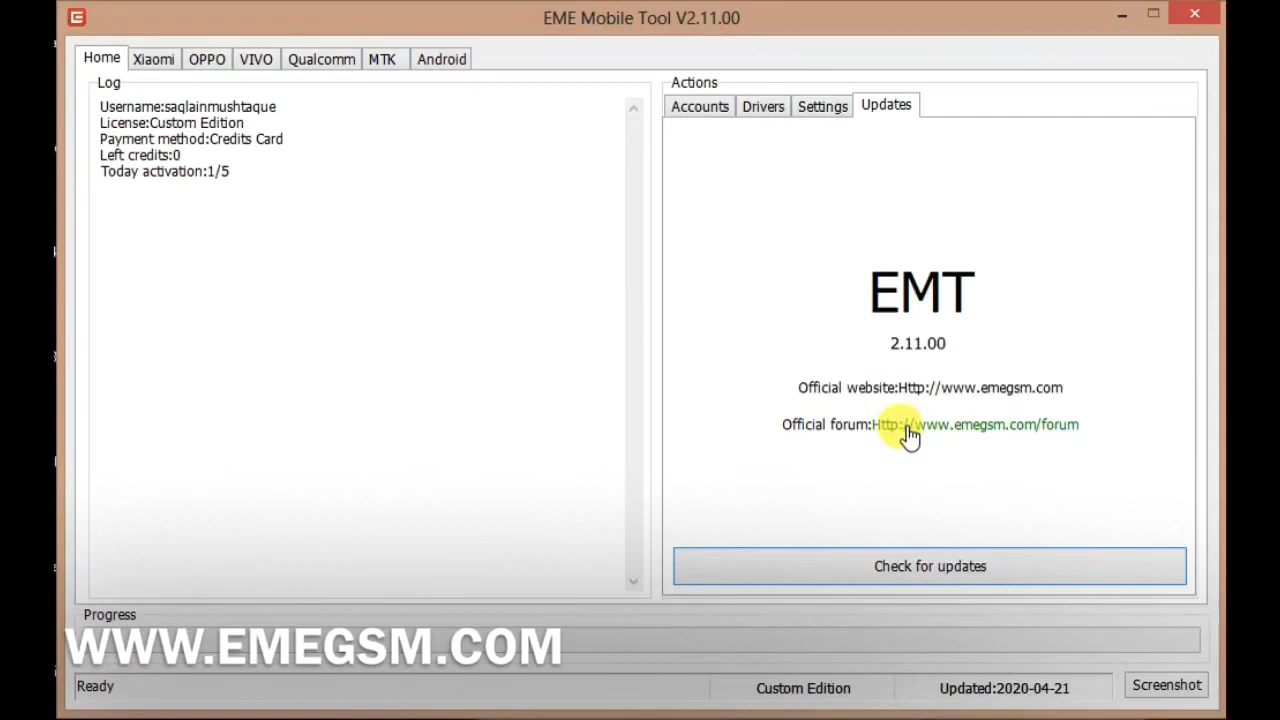 EME Mobile Tool V2.11.00
Home Xiaomi OPPO VIVO Qualcomm MTK Android
Log
Username:saqlainmushtaque
License:Custom Edition
Payment method:Credits Card
Left credits:0
Today activation:1/5
Actions
Accounts Drivers Settings Updates
EMT
2.11.00
Official website:Http://www.emegsm.com
Official forum:Http://www.emegsm.com/forum
Check for updates
Progress
WWW.EMEGSM.COM
Ready Custom Edition Updated:2020-04-21 Screenshot